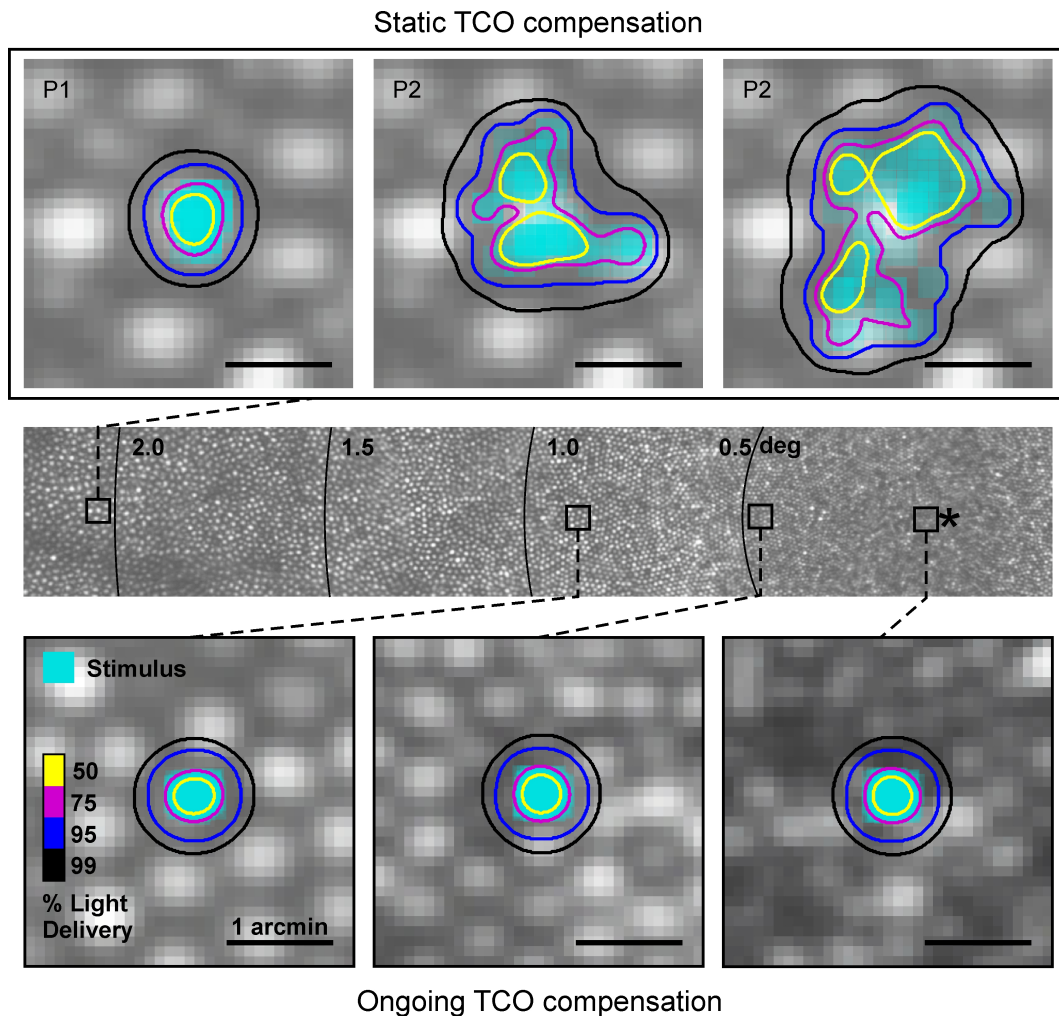 Static TCO compensation
P1
P2
P2
2.0
1.5
1.0
0.5 deg
*
Stimulus
50
75
95
99
% Light
Delivery
1 arcmin
Ongoing TCO compensation